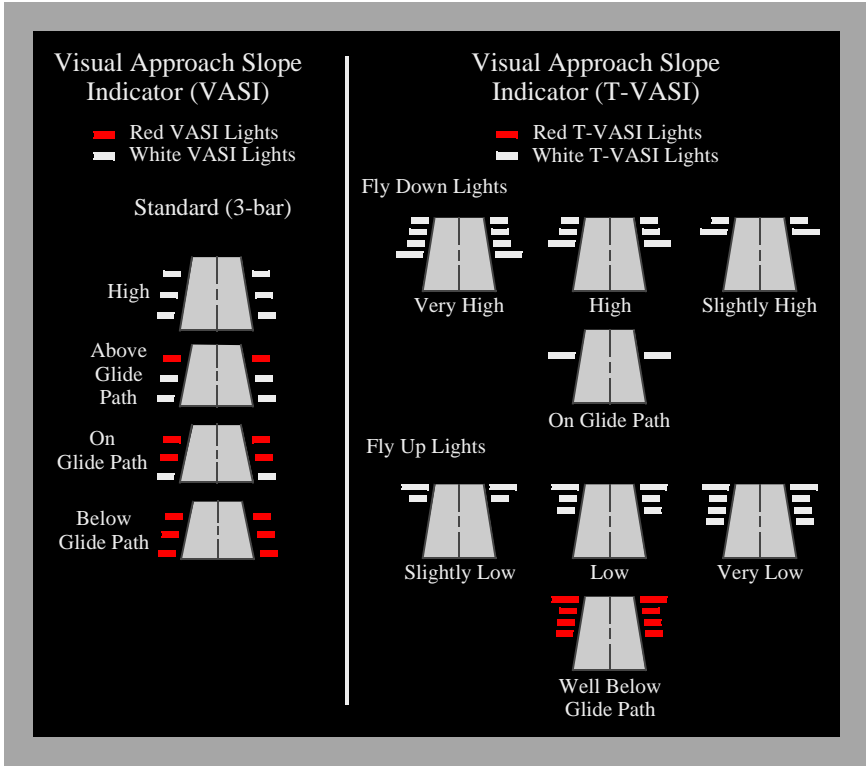 Visual Approach Slope
Indicator (VASI)
Red VASI Lights
White VASI Lights
Standard (3-bar)
High
Above
Glide
Path
On
Glide Path
Below
Glide Path
Visual Approach Slope
Indicator (T-VASI)
Red T-VASI Lights
White T-VASI Lights
Fly Down Lights
Very High
High
Slightly High
On Glide Path
Fly Up Lights
Slightly Low
Low
Very Low
Well Below
Glide Path